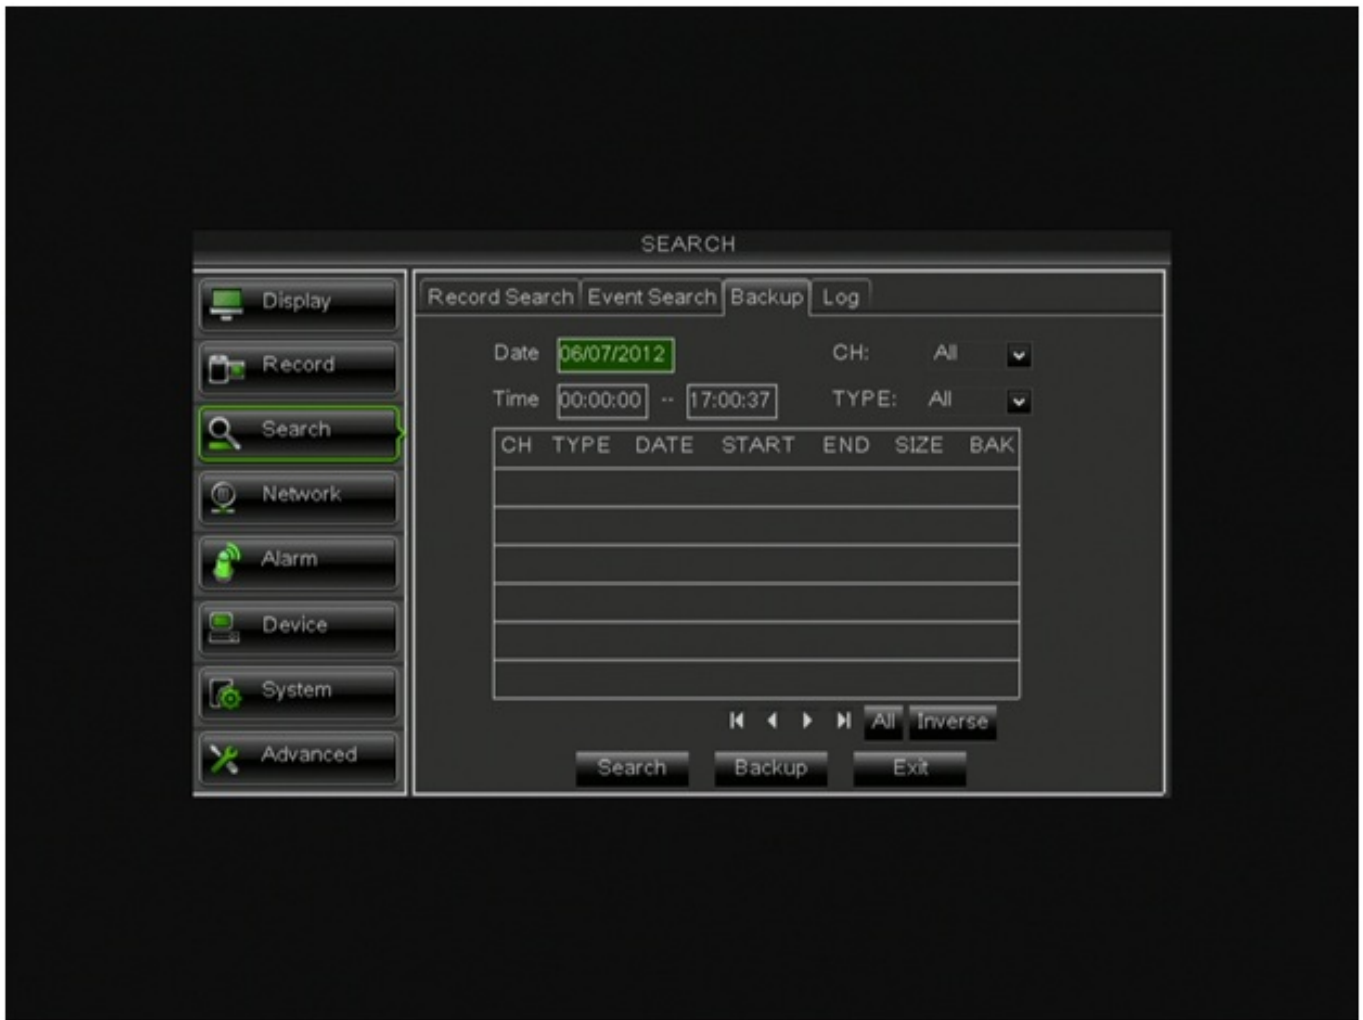 SEARCH
Display
Record
Search
Network
Alarm
Device
System
Advanced
Record Search Event Search Backup Log
Date 06/07/2012 CH: All
Time 00:00:00 -- 17:00:37 TYPE: All
CH TYPE DATE START END SIZE BAK
All Inverse
Search Backup Exit